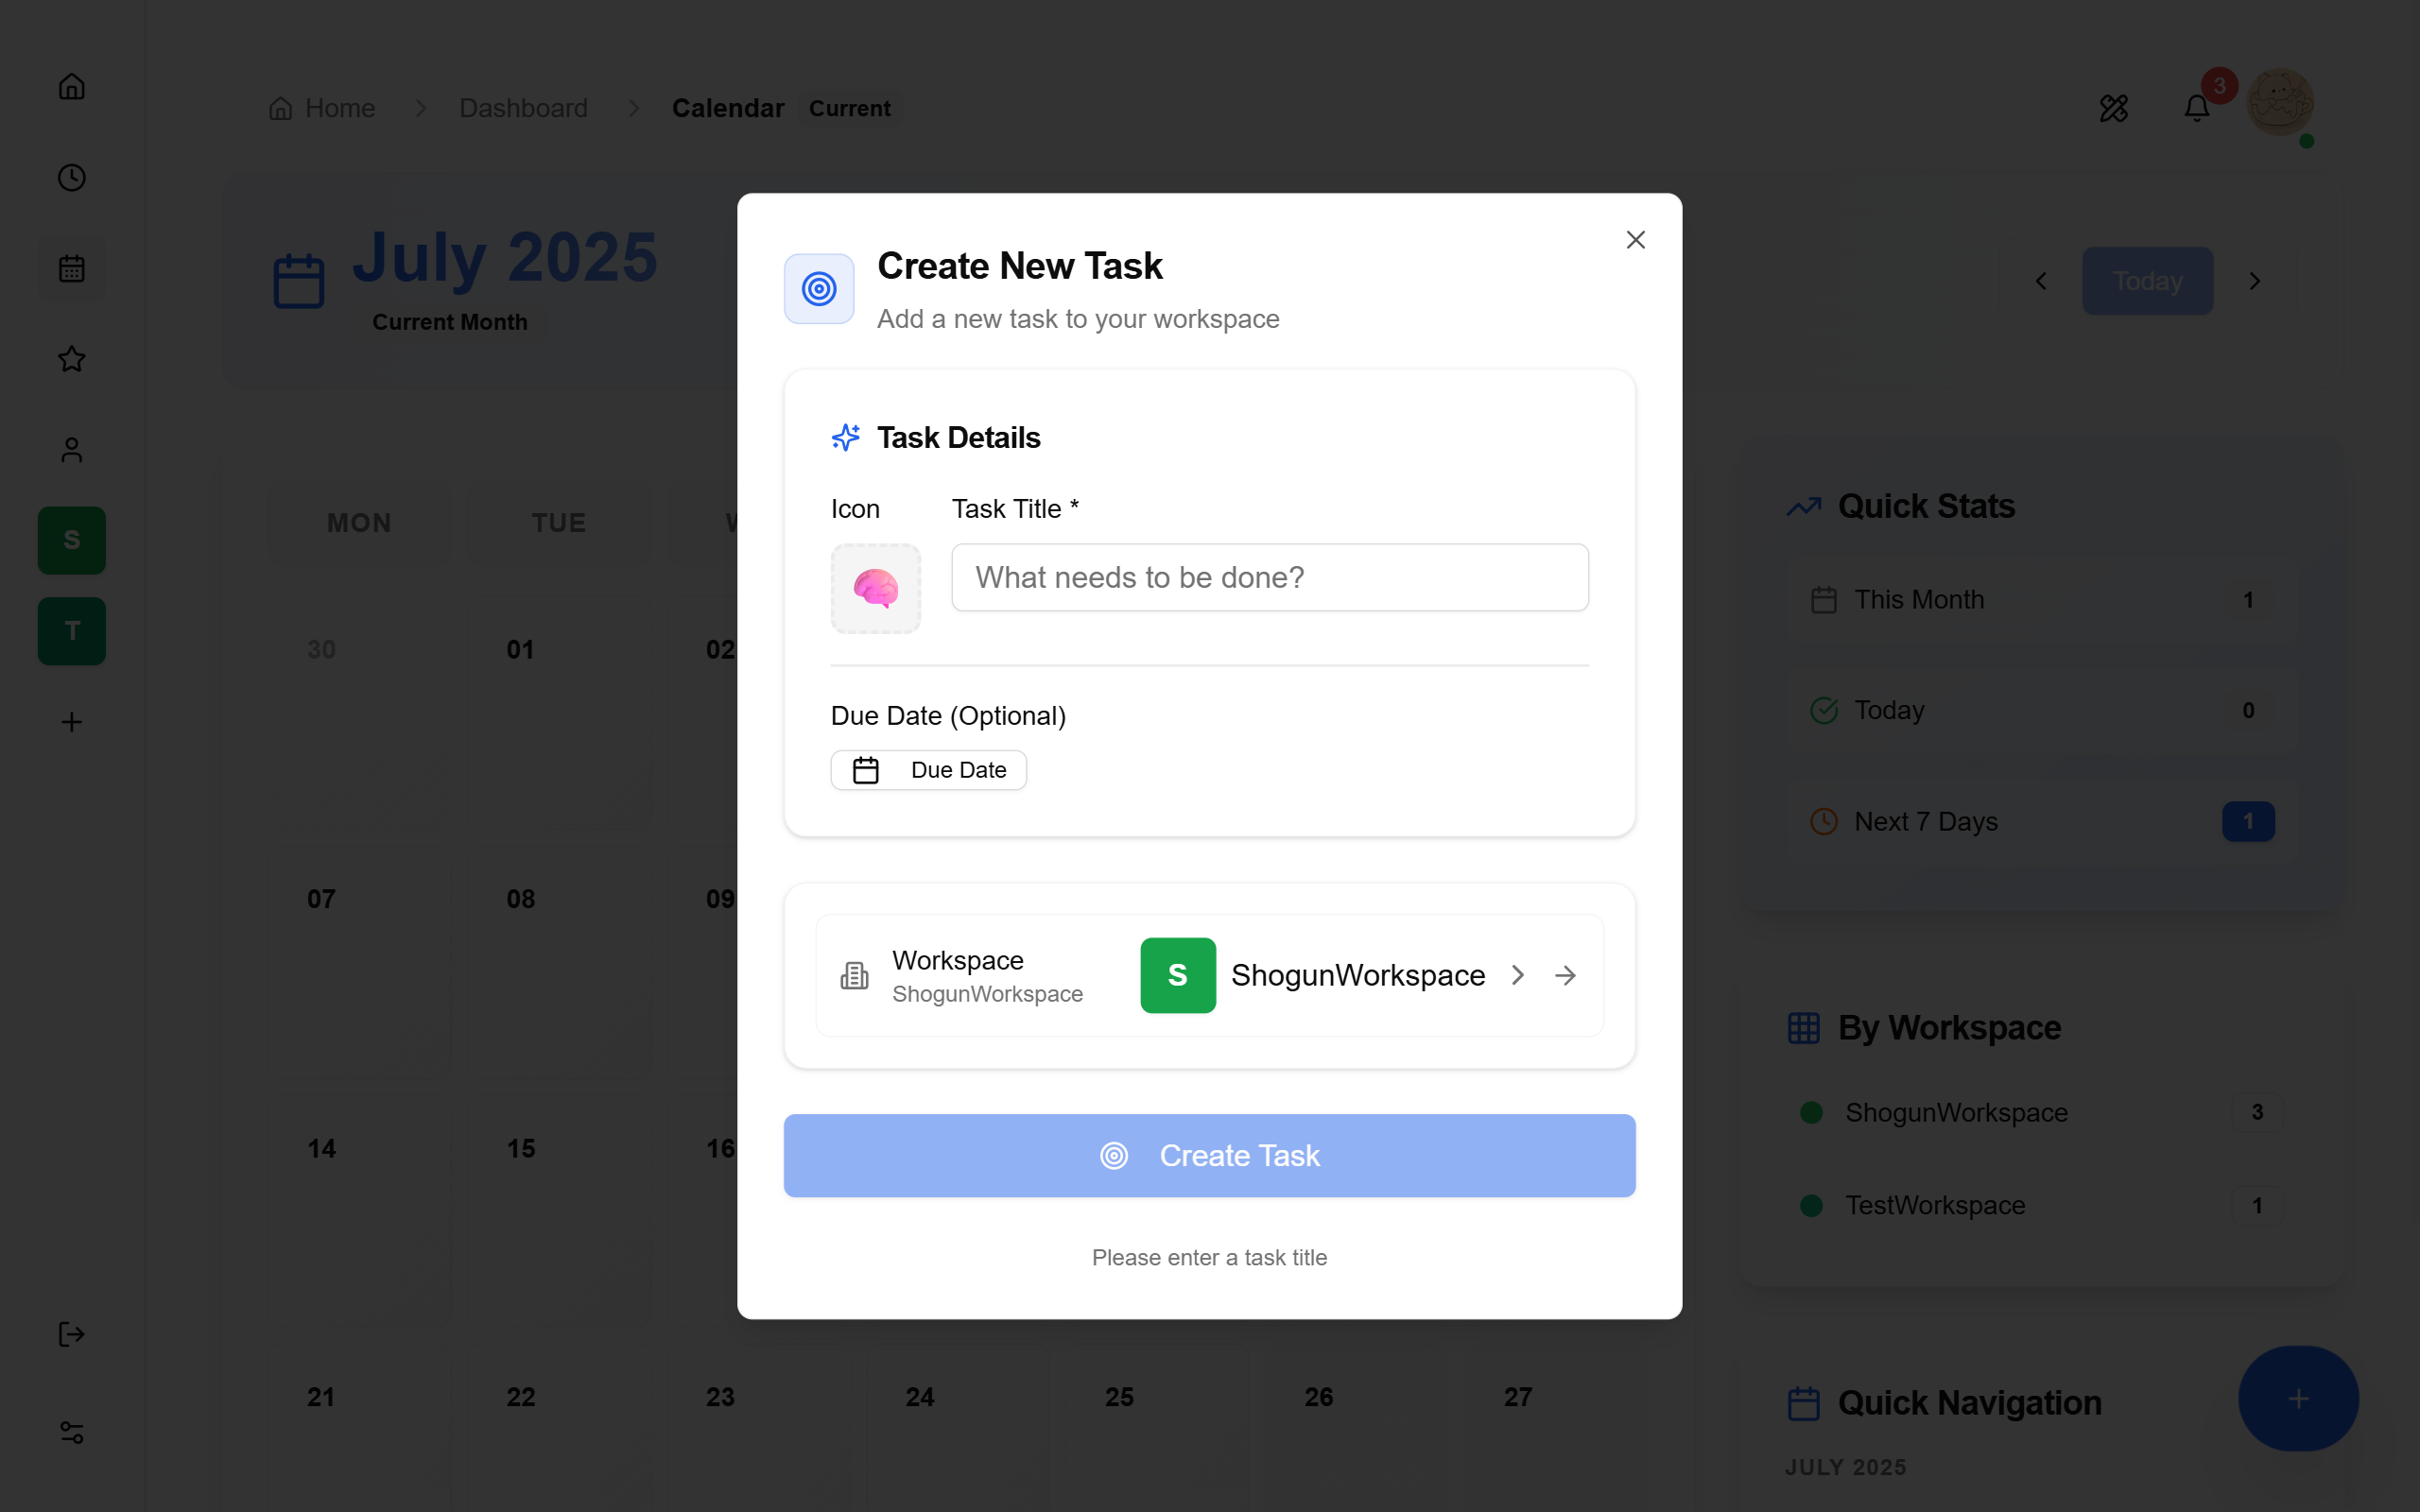 Home
Dashboard
Calendar
Current
3
July 2025
Current Month
Today
S
T
MON
TUE
30
01
02
07
08
09
14
15
16
21
22
23
24
25
26
27
Create New Task
Add a new task to your workspace
Task Details
Icon
Task Title *
What needs to be done?
Due Date (Optional)
Due Date
Workspace
ShogunWorkspace
S
ShogunWorkspace
Create Task
Please enter a task title
Quick Stats
This Month
1
Today
0
Next 7 Days
1
By Workspace
ShogunWorkspace
3
TestWorkspace
1
Quick Navigation
JULY 2025